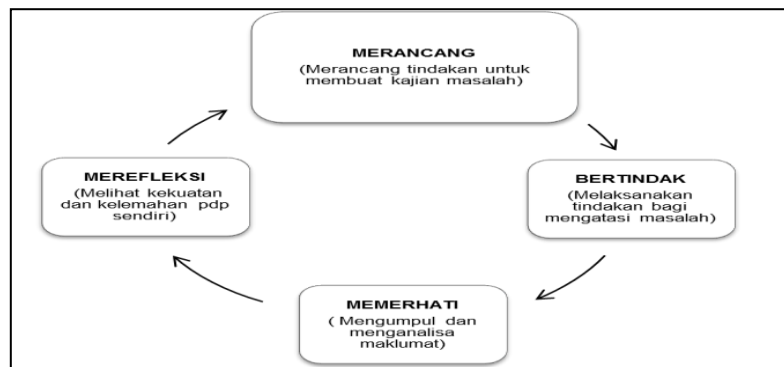 MERANCANG
(Merancang tindakan untuk
membuat kajian masalah)
MEREFLEKSI
(Melihat kekuatan
dan kelemahan pdp
sendiri)
BERTINDAK
(Melaksanakan
tindakan bagi
mengatasi masalah)
MEMERHATI
( Mengumpul dan
menganalisa
maklumat)